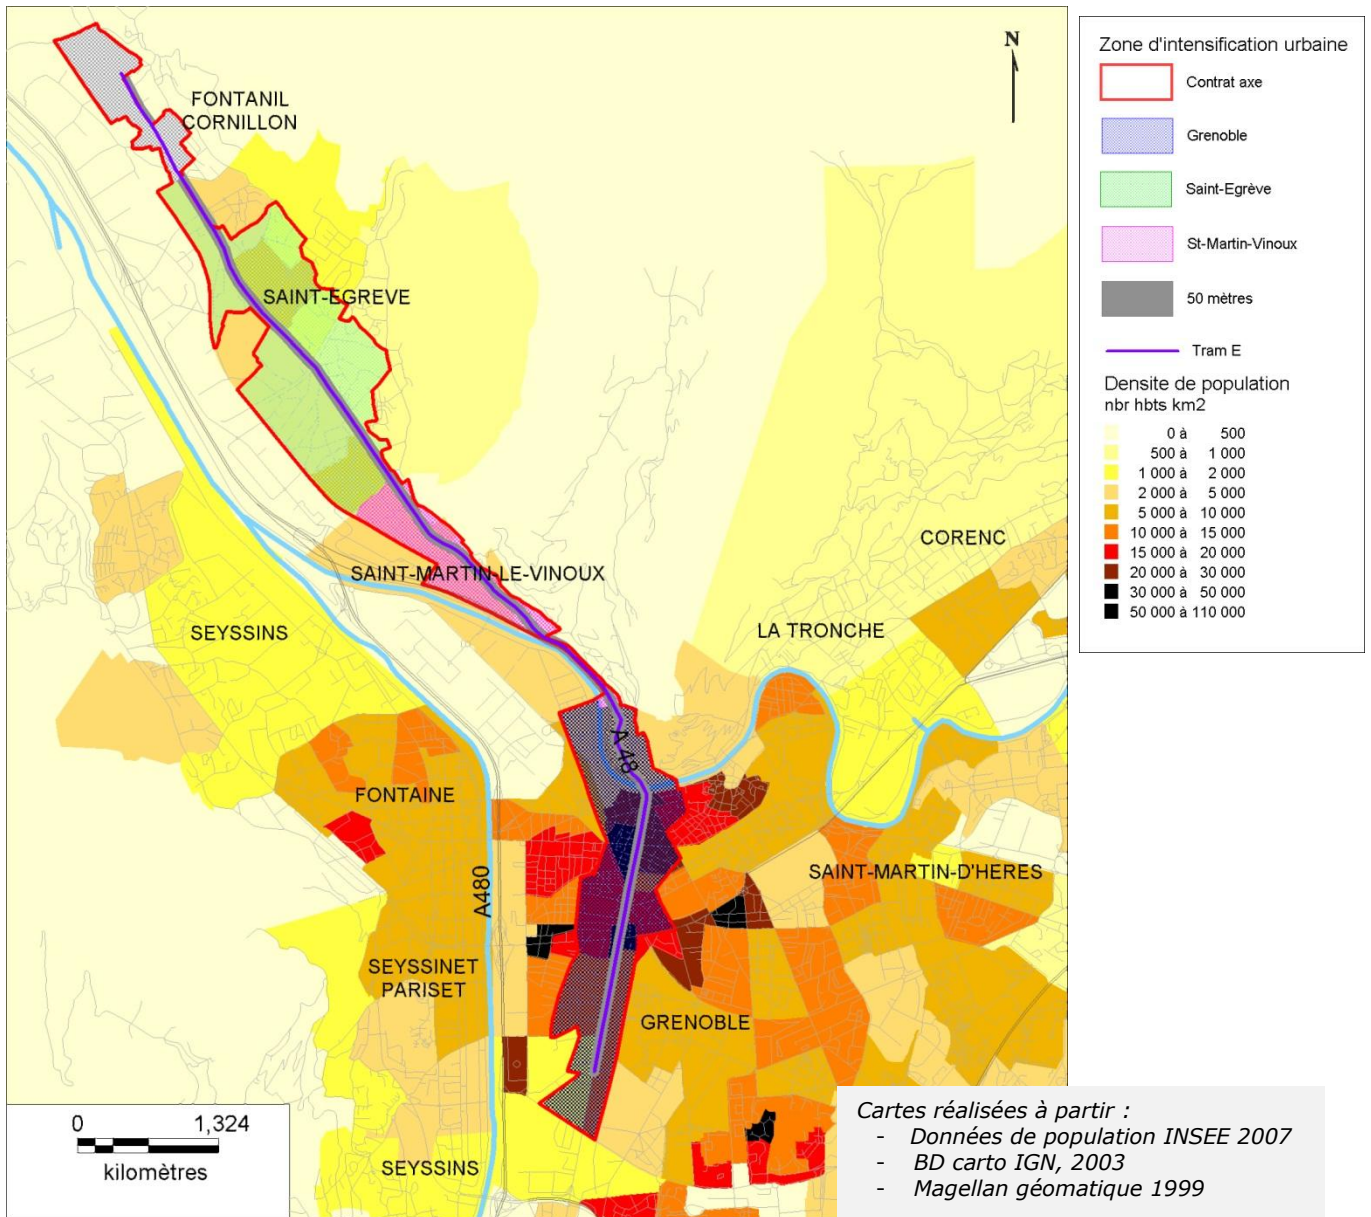 N
FONTANIL
CORNILLON
SAINT-EGREVE
CORENC
SAINT-MARTIN-LE-VINOUX
SEYSSINS
LA TRONCHE
A 48
FONTAINE
SAINT-MARTIN-D'HERES
A480
SEYSSINET
PARISET
GRENOBLE
SEYSSINS
0 1,324
kilomètres
Zone d'intensification urbaine
Contrat axe
Grenoble
Saint-Egrève
St-Martin-Vinoux
50 mètres
Tram E
Densite de population
nbr hbts km2
0 à 500
500 à 1 000
1 000 à 2 000
2 000 à 5 000
5 000 à 10 000
10 000 à 15 000
15 000 à 20 000
20 000 à 30 000
30 000 à 50 000
50 000 à 110 000
Cartes réalisées à partir :
- Données de population INSEE 2007
- BD carto IGN, 2003
- Magellan géomatique 1999